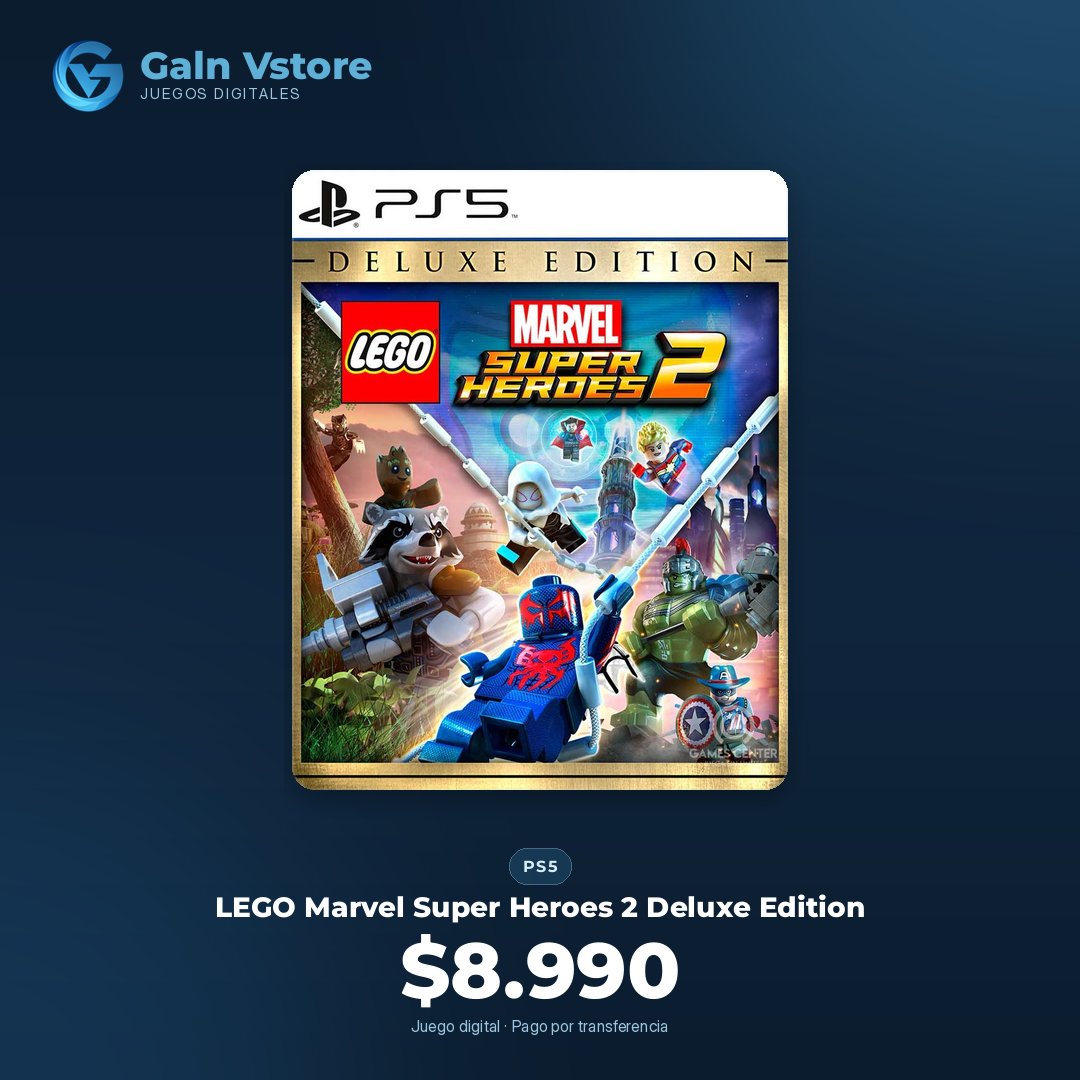 GaIn Vstore
JUEGOS DIGITALES
PS5
DELUXE EDITION
LEGO
MARVEL
SUPER
HEROES 2
GAMES CENTER
PS5
LEGO Marvel Super Heroes 2 Deluxe Edition
$8.990
Juego digital · Pago por transferencia